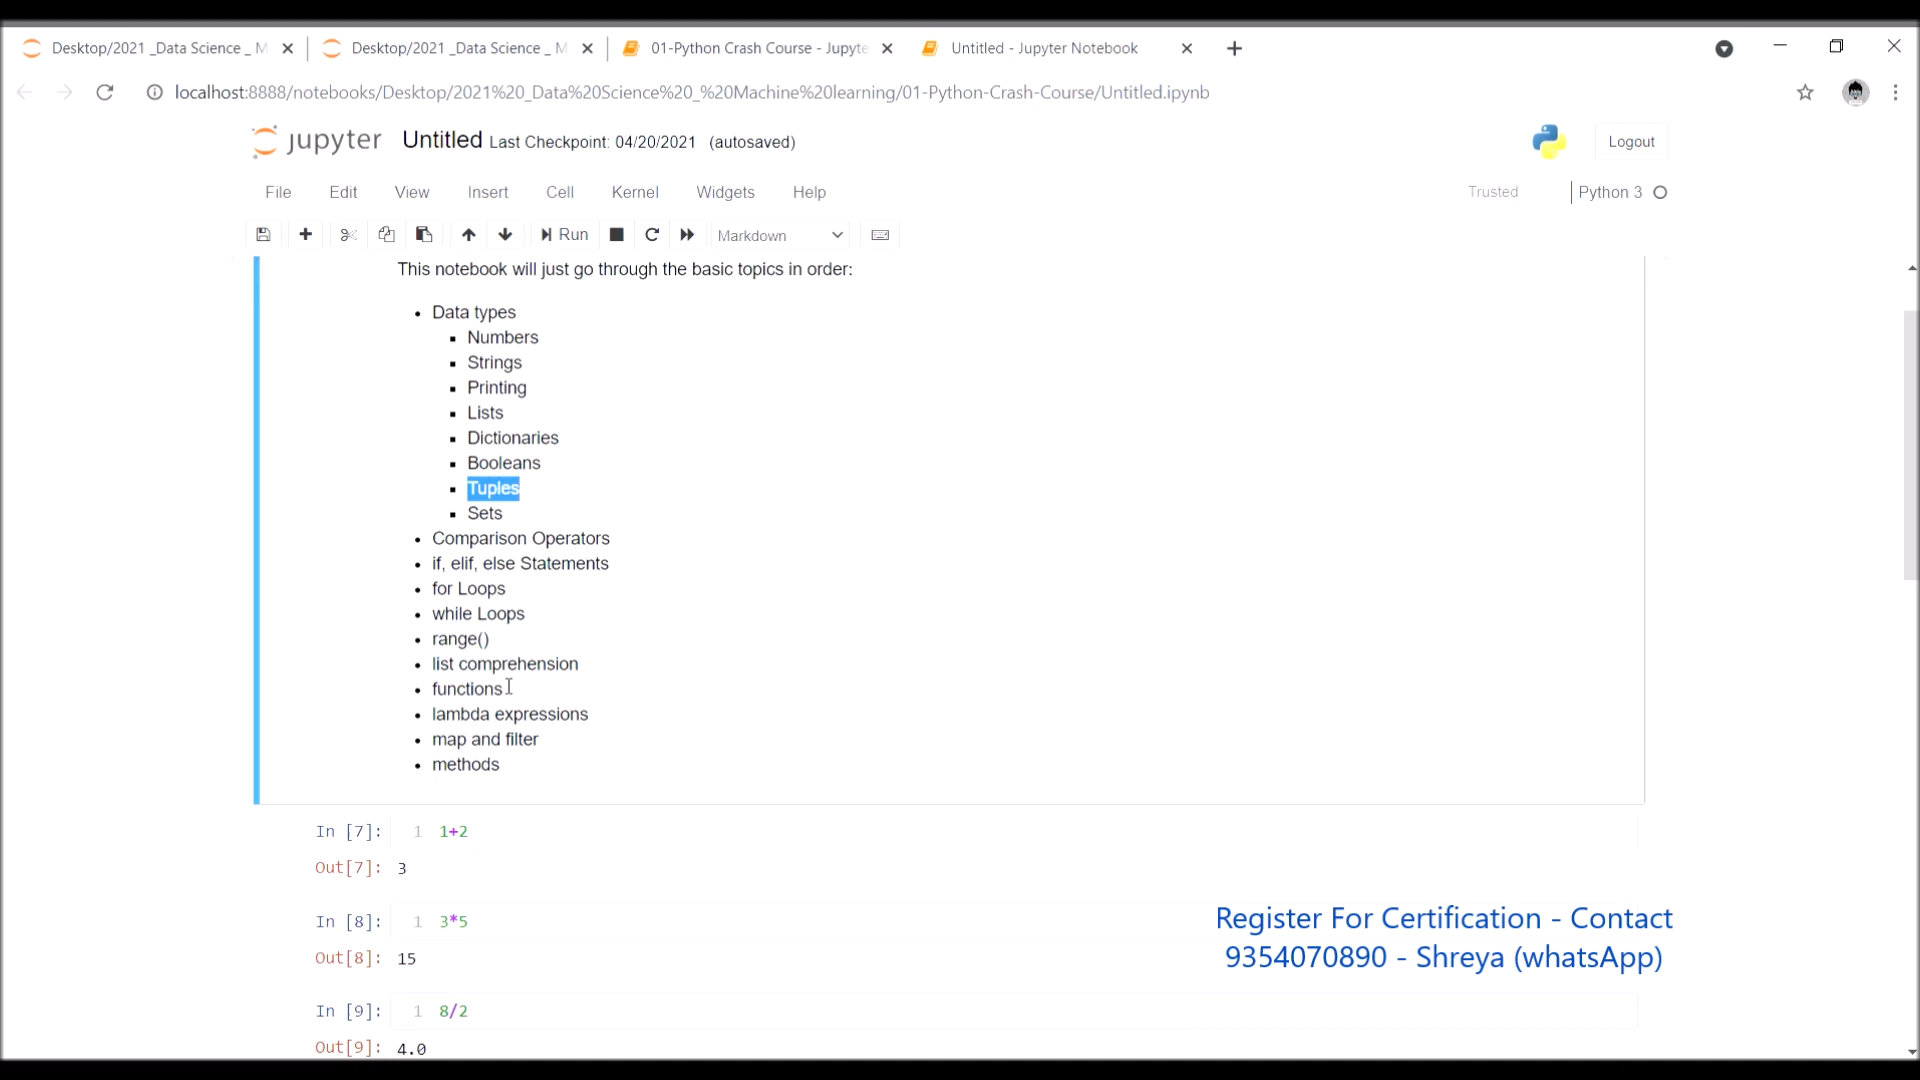 Desktop/2021 _Data Science _ M
Desktop/2021 _Data Science _ M
01-Python Crash Course - Jupyte
Untitled - Jupyter Notebook
localhost:8888/notebooks/Desktop/2021%20_Data%20Science%20_%20Machine%20learning/01-Python-Crash-Course/Untitled.ipynb
jupyter Untitled Last Checkpoint: 04/20/2021 (autosaved)
Logout
File Edit View Insert Cell Kernel Widgets Help
Trusted Python 3
Run Markdown
This notebook will just go through the basic topics in order:
• Data types
▪ Numbers
▪ Strings
▪ Printing
▪ Lists
▪ Dictionaries
▪ Booleans
▪ Tuples
▪ Sets
• Comparison Operators
• if, elif, else Statements
• for Loops
• while Loops
• range()
• list comprehension
• functions
• lambda expressions
• map and filter
• methods
In [7]: 1 1+2
Out[7]: 3
In [8]: 1 3*5
Out[8]: 15
In [9]: 1 8/2
Out[9]: 4.0
Register For Certification - Contact
9354070890 - Shreya (whatsApp)